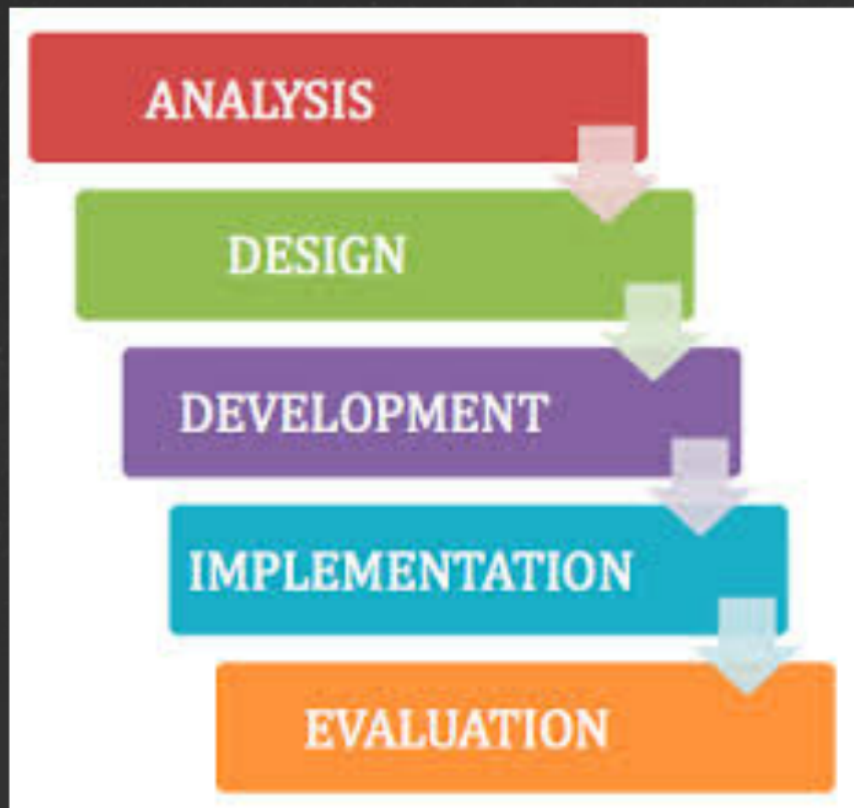 ANALYSIS
DESIGN
DEVELOPMENT
IMPLEMENTATION
EVALUATION